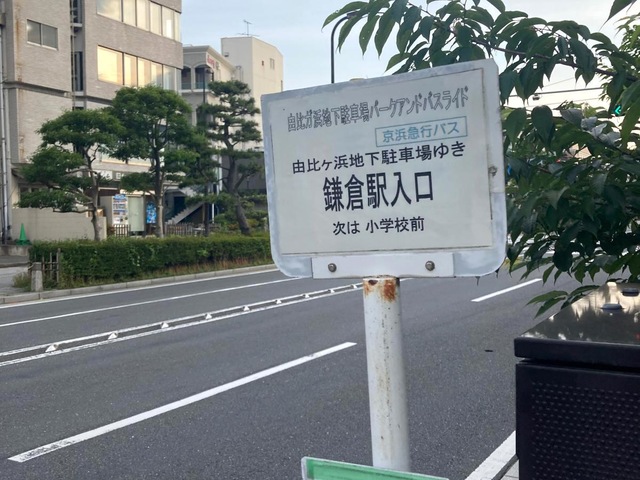 由比ガ浜地下駐車場パークアンドバスライド
京浜急行バス
由比ヶ浜地下駐車場ゆき
鎌倉駅入口
次は 小学校前